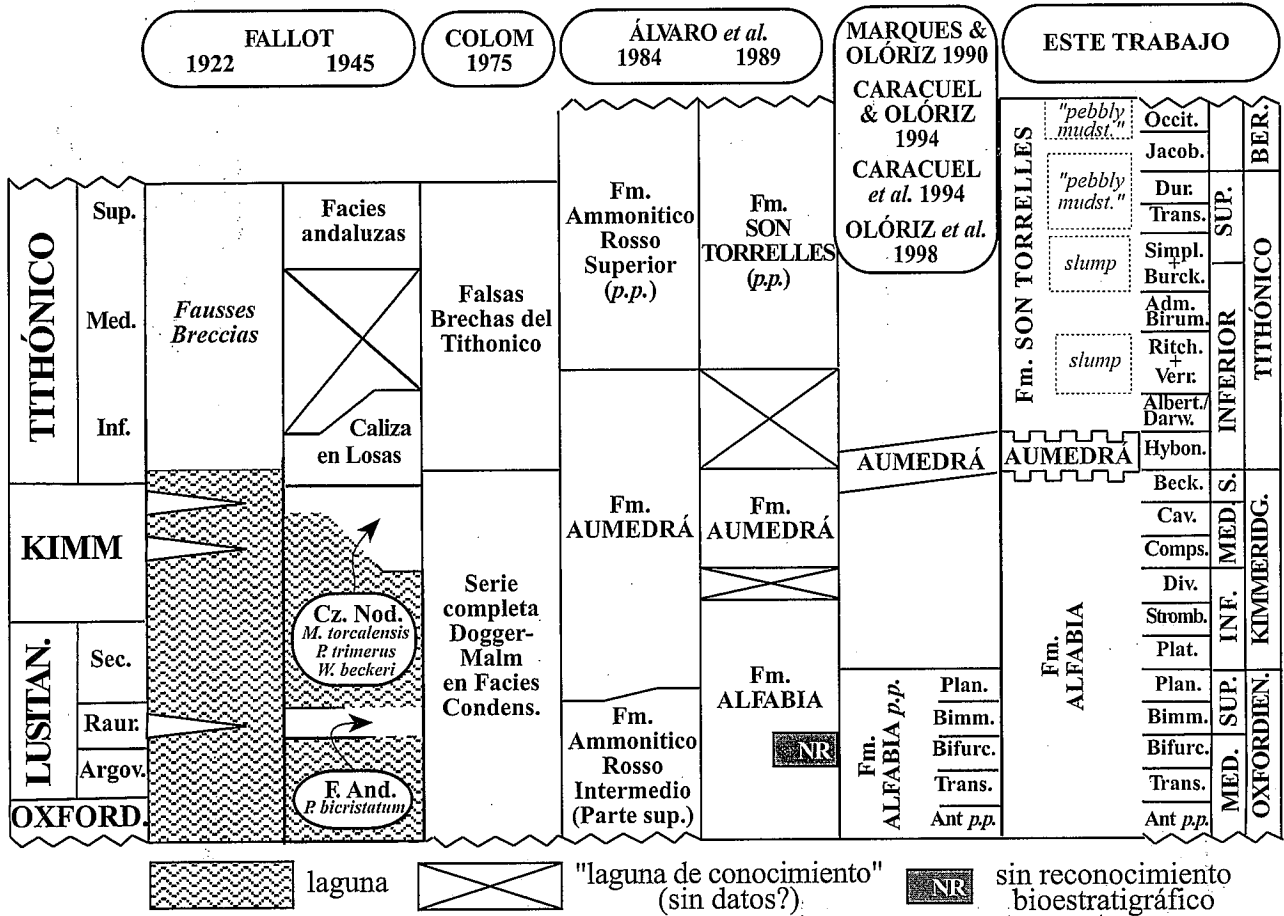 FALLOT
1922 1945
COLOM
1975
ÁLVARO et al.
1984 1989
MARQUES &
OLÓRIZ 1990
CARACUEL
& OLÓRIZ
1994
CARACUEL
et al. 1994
OLÓRIZ et al.
1998
ESTE TRABAJO
TITHÓNICO
Sup.
Med.
Inf.
KIMM
LUSITAN.
Sec.
Raur.
Argov.
OXFORD.
Fausses
Breccias
Facies
andaluzas
Caliza
en Losas
Cz. Nod.
M. torcalensis
P. trimerus
W. beckeri
F. And.
P. bicristatum
Falsas
Brechas del
Tithonico
Serie
completa
Dogger-
Malm
en Facies
Condens.
Fm.
Ammonitico
Rosso
Superior
(p.p.)
Fm.
AUMEDRÁ
Fm.
Ammonitico
Rosso
Intermedio
(Parte sup.)
Fm.
SON
TORRELLES
(p.p.)
Fm.
AUMEDRÁ
Fm.
ALFABIA
NR
AUMEDRÁ
Fm.
ALFABIA p.p.
Plan.
Bimm.
Bifurc.
Trans.
Ant p.p.
Fm. SON TORRELLES
"pebbly
mudst."
"pebbly
mudst."
slump
slump
AUMEDRÁ
Fm.
ALFABIA
Occit.
Jacob.
Dur.
Trans.
Simpl.
+
Burck.
Adm.
Birum.
Ritch.
+
Verr.
Albert./
Darw.
Hybon.
Beck.
Cav.
Comps.
Div.
Stromb.
Plat.
Plan.
Bimm.
Bifurc.
Trans.
Ant p.p.
SUP.
INFERIOR
S.
MED.
INF.
SUP.
MED.
BER.
TITHÓNICO
KIMMERIDG.
OXFORDIEN.
laguna
"laguna de conocimiento"
(sin datos?)
NR
sin reconocimiento
bioestratigráfico